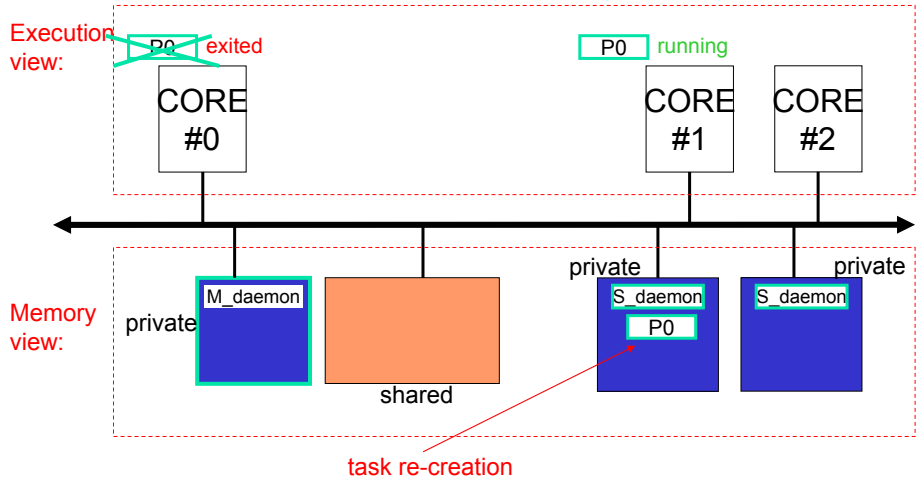 Execution
view:
P0
exited
P0
running
CORE
#0
CORE
#1
CORE
#2
Memory
view:
private
M_daemon
shared
private
S_daemon
P0
private
S_daemon
task re-creation